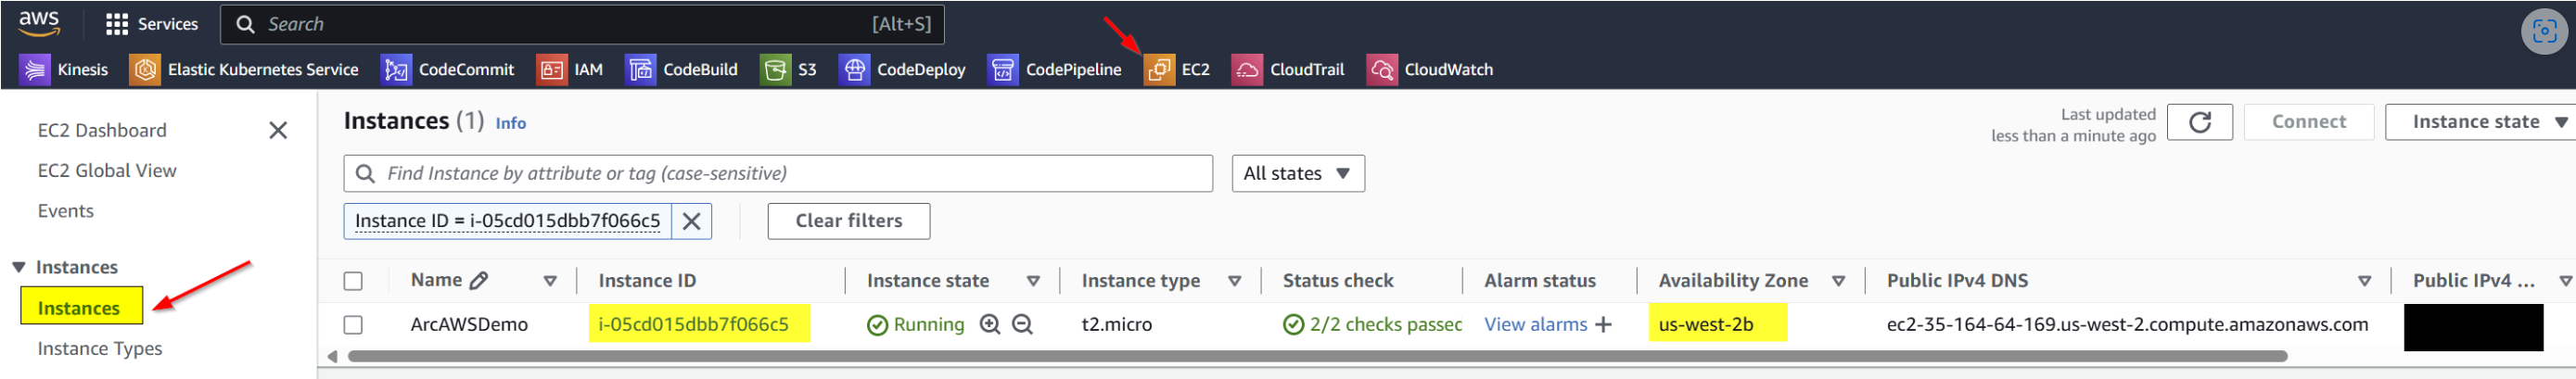 aws Services Search [Alt+S]
Kinesis Elastic Kubernetes Service CodeCommit IAM CodeBuild S3 CodeDeploy CodePipeline EC2 CloudTrail CloudWatch
EC2 Dashboard
EC2 Global View
Events
Instances
Instances
Instance Types
Instances (1) Info
Last updated
less than a minute ago
Connect
Instance state
Find Instance by attribute or tag (case-sensitive)
All states
Instance ID = i-05cd015dbb7f066c5
Clear filters
Name Instance ID Instance state Instance type Status check Alarm status Availability Zone Public IPv4 DNS Public IPv4 ...
ArcAWSDemo i-05cd015dbb7f066c5 Running t2.micro 2/2 checks passed View alarms + us-west-2b ec2-35-164-64-169.us-west-2.compute.amazonaws.com